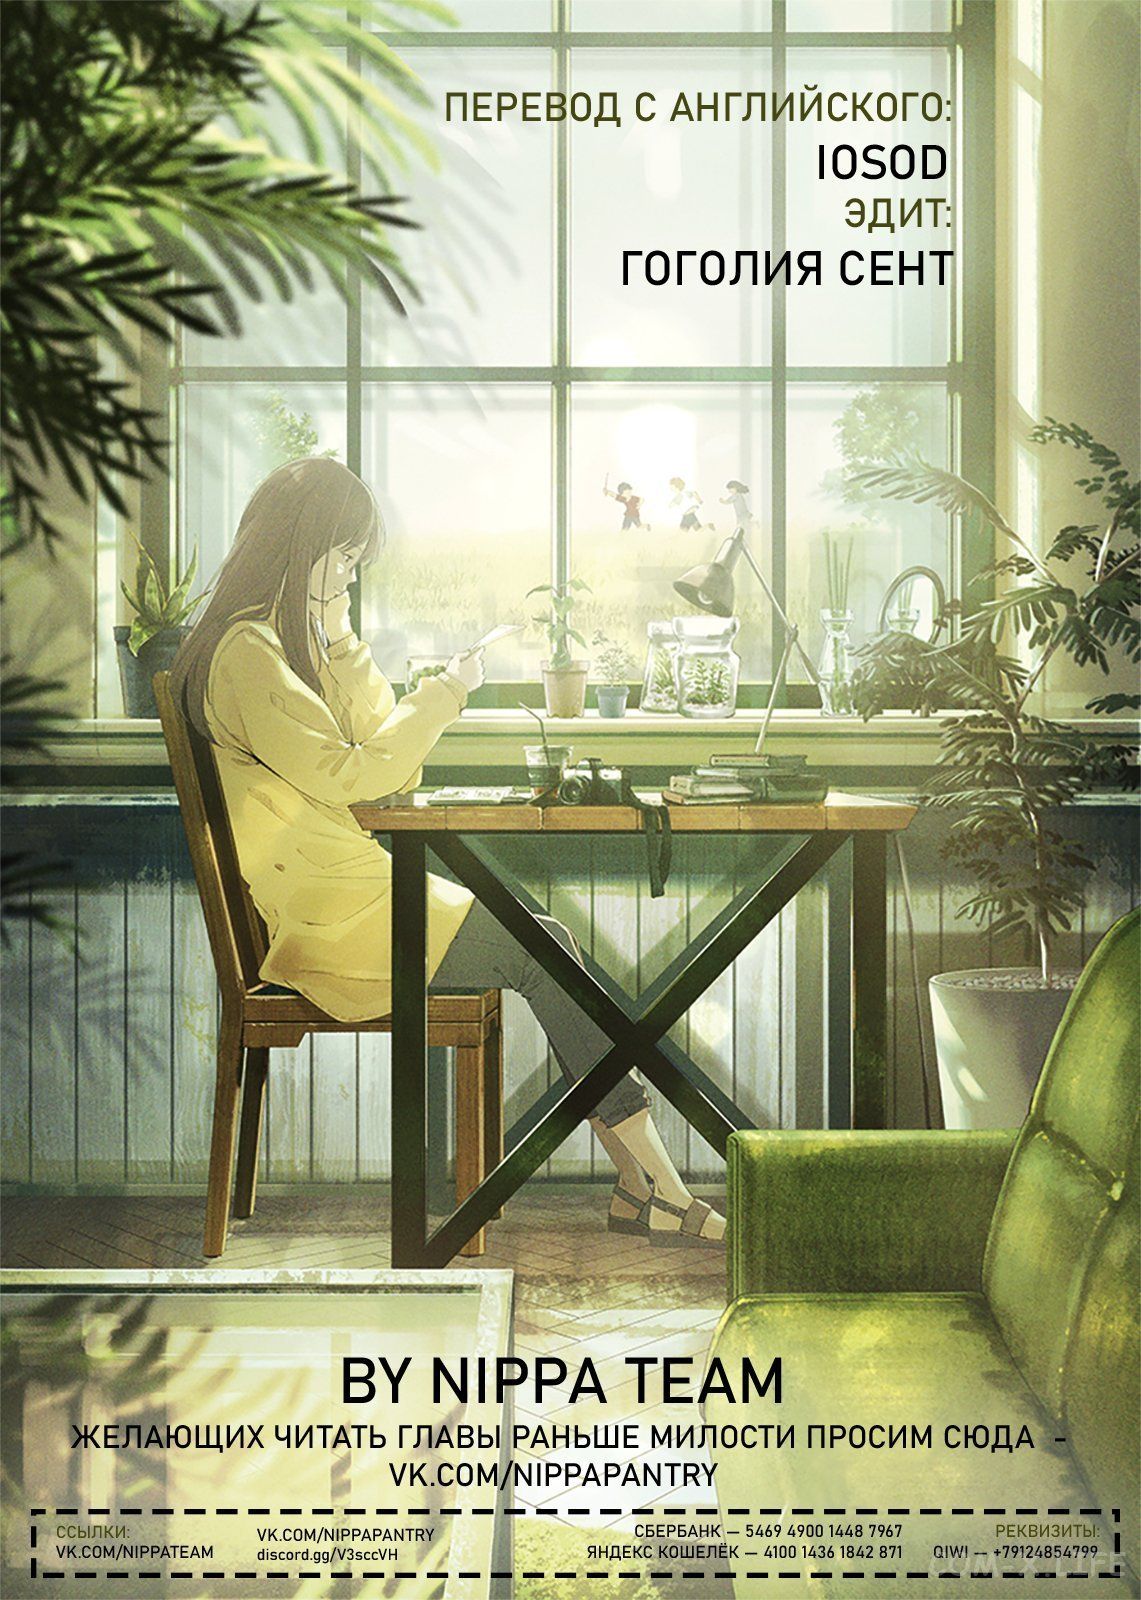 ПЕРЕВОД С АНГЛИЙСКОГО:
IOSOD
ЭДИТ:
ГОГОЛИЯ СЕНТ
BY NIPPA TEAM
ЖЕЛАЮЩИХ ЧИТАТЬ ГЛАВЫ РАНЬШЕ МИЛОСТИ ПРОСИМ СЮДА -
VK.COM/NIPPAPANTRY
ССЫЛКИ:
VK.COM/NIPPATEAM
VK.COM/NIPPAPANTRY
discord.gg/V3sccVH
СБЕРБАНК — 5469 4900 1448 7967
ЯНДЕКС КОШЕЛЁК — 4100 1436 1842 871
РЕКВИЗИТЫ:
QIWI — +79124854799
COM-X.LIFE